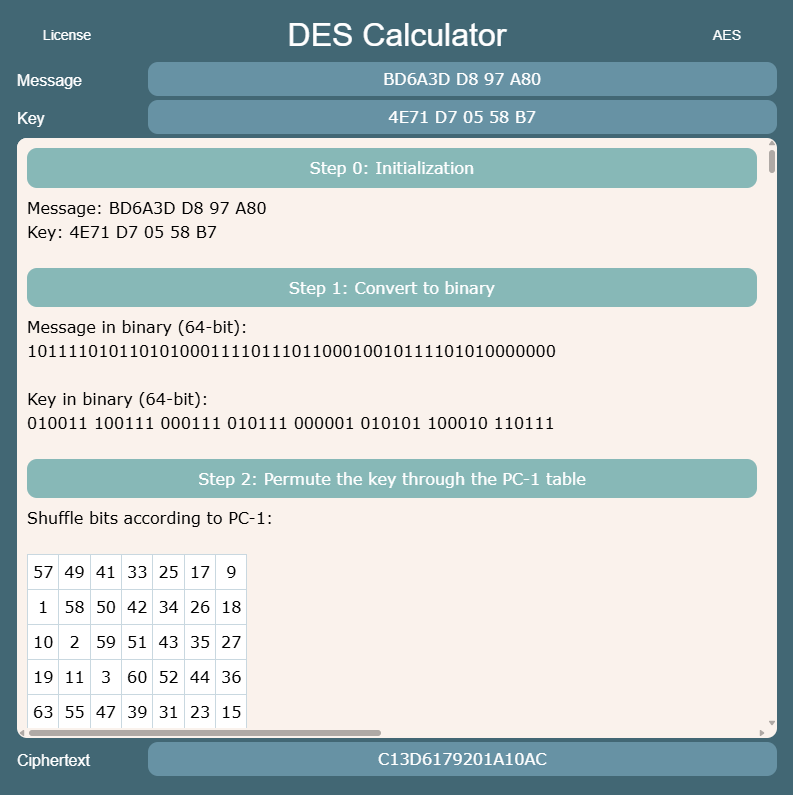 License
DES Calculator
AES
Message
BD6A3D D8 97 A80
Key
4E71 D7 05 58 B7
Step 0: Initialization
Message: BD6A3D D8 97 A80
Key: 4E71 D7 05 58 B7
Step 1: Convert to binary
Message in binary (64-bit):
1011110101101010001111011101100010010111101010000000
Key in binary (64-bit):
010011 100111 000111 010111 000001 010101 100010 110111
Step 2: Permute the key through the PC-1 table
Shuffle bits according to PC-1:
57 49 41 33 25 17 9
1 58 50 42 34 26 18
10 2 59 51 43 35 27
19 11 3 60 52 44 36
63 55 47 39 31 23 15
Ciphertext
C13D6179201A10AC